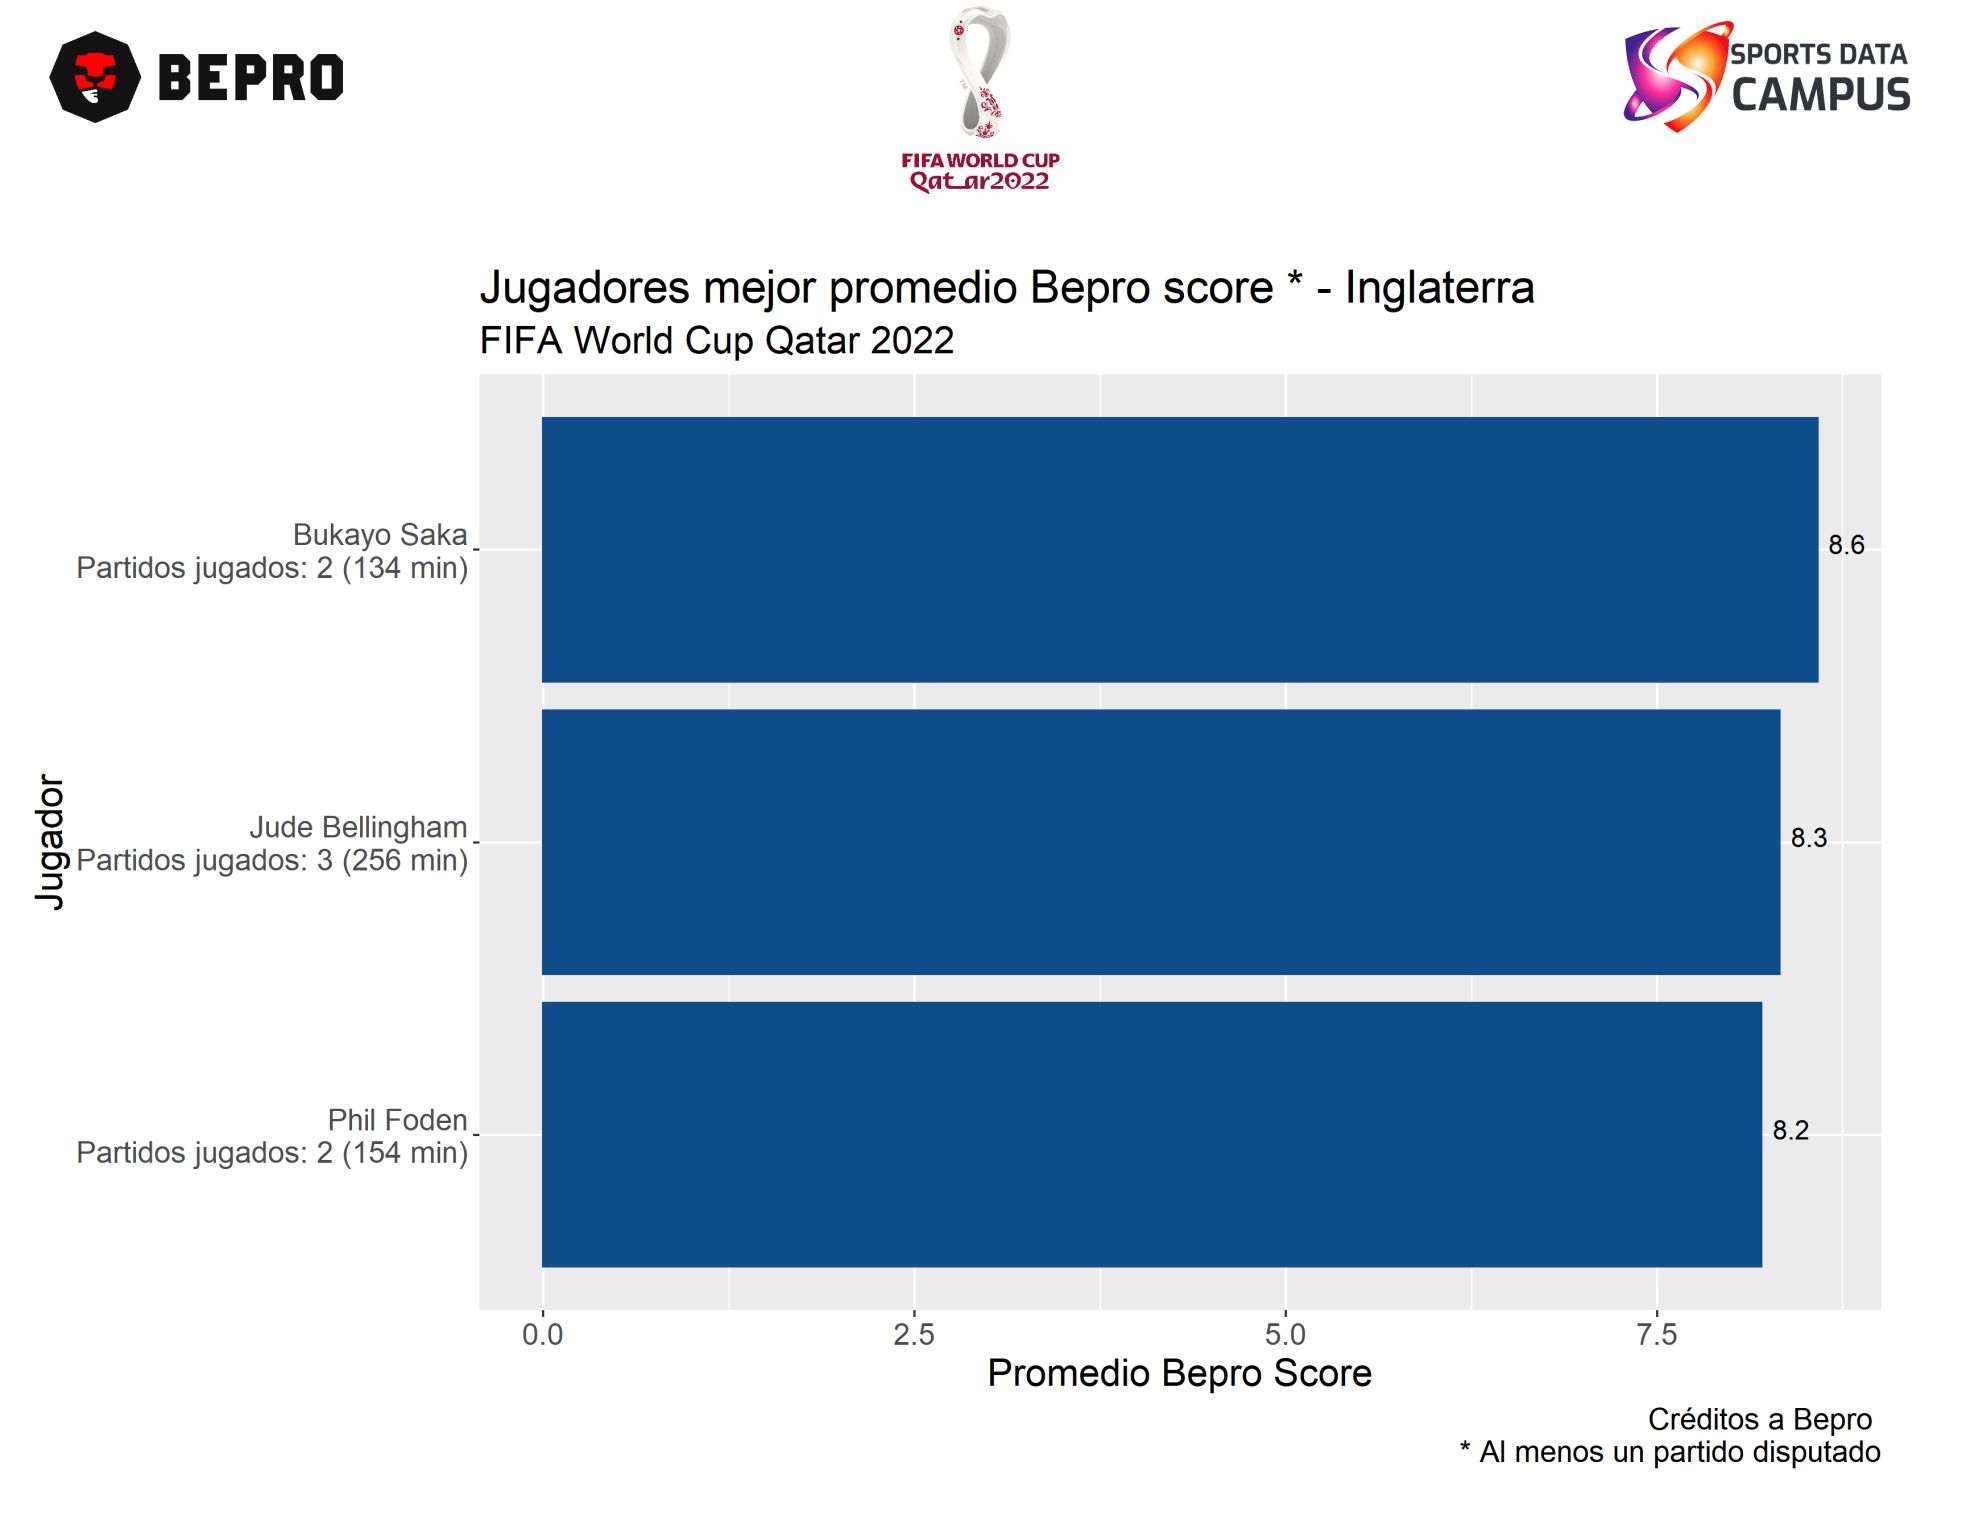 BEPRO
FIFA WORLD CUP
Qatar2022
TM
SPORTS DATA
CAMPUS
Jugadores mejor promedio Bepro score * - Inglaterra
FIFA World Cup Qatar 2022
Jugador
Bukayo Saka
Partidos jugados: 2 (134 min)
8.6
Jude Bellingham
Partidos jugados: 3 (256 min)
8.3
Phil Foden
Partidos jugados: 2 (154 min)
8.2
0.0 2.5 5.0 7.5
Promedio Bepro Score
Créditos a Bepro
* Al menos un partido disputado